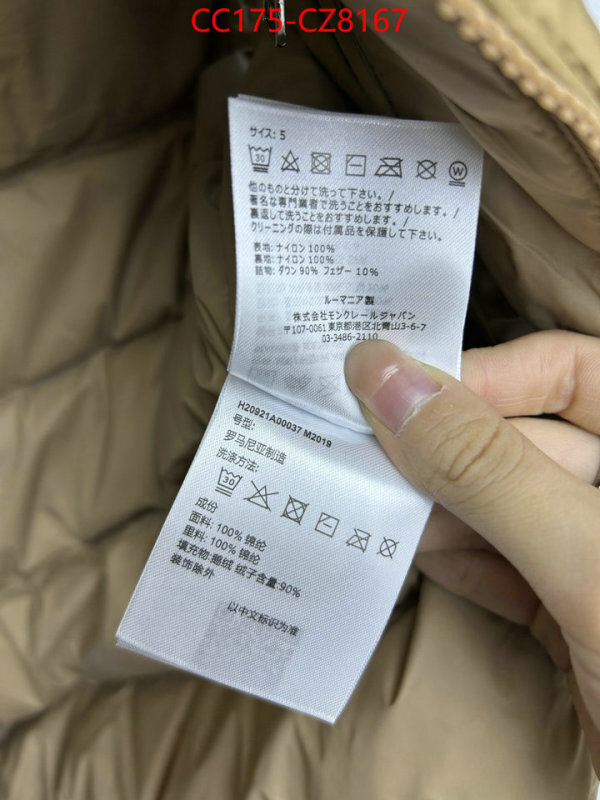 CC175-CZ8167
サイズ: 5
30
W
他のものと分けて洗って下さい。/
著名な専門業者で洗うことをおすすめします。/
裏返して洗うことをおすすめします。/
クリーニングの際は付属品を保護して下さい。
表地: ナイロン 100%
裏地: ナイロン 100%
詰物: ダウン 90% フェザー 10%
ルーマニア製
株式会社モンクレールジャパン
〒107-0061 東京都港区北青山3-6-7
03-3486-2110
H20921A00037 M2019
号型:
罗马尼亚制造
洗涤方法:
30
成份
面料: 100% 锦纶
里料: 100% 锦纶
填充物: 鹅绒 绒子含量:90%
装饰除外
以中文标识为准